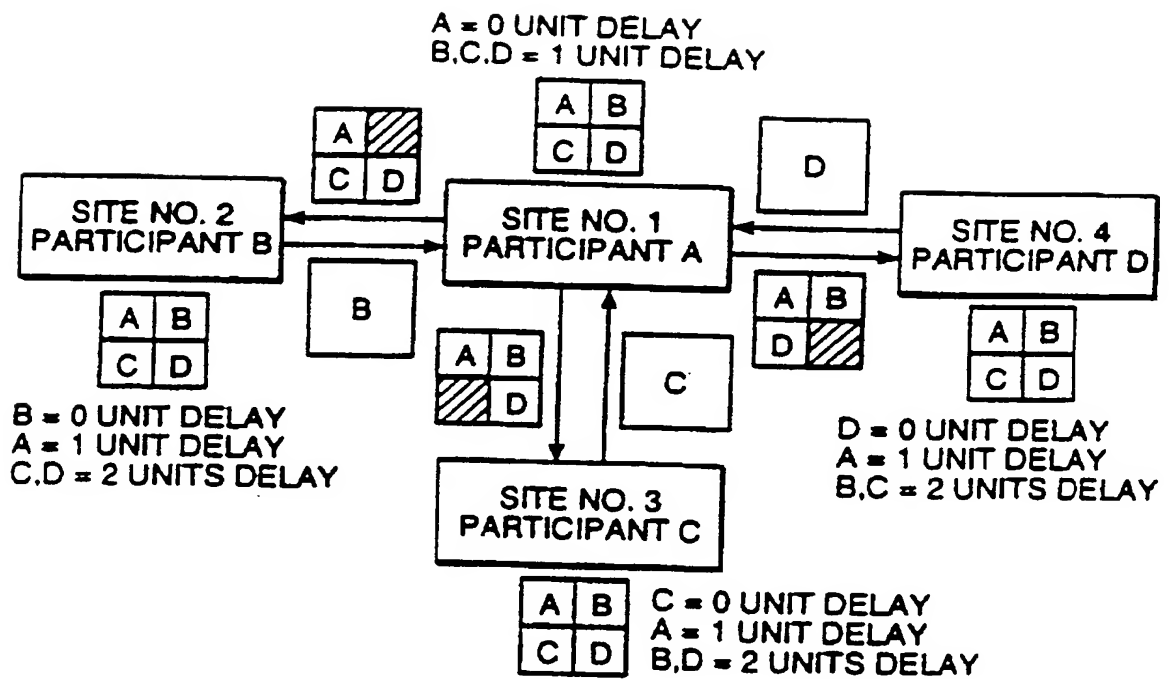 A = 0 UNIT DELAY
B,C,D = 1 UNIT DELAY
A B
C D
A
C D
D
SITE NO. 2
PARTICIPANT B
SITE NO. 1
PARTICIPANT A
SITE NO. 4
PARTICIPANT D
B
A B
D
A B
C D
A B
D
C
A B
C D
B = 0 UNIT DELAY
A = 1 UNIT DELAY
C,D = 2 UNITS DELAY
D = 0 UNIT DELAY
A = 1 UNIT DELAY
B,C = 2 UNITS DELAY
SITE NO. 3
PARTICIPANT C
A B
C D
C = 0 UNIT DELAY
A = 1 UNIT DELAY
B,D = 2 UNITS DELAY